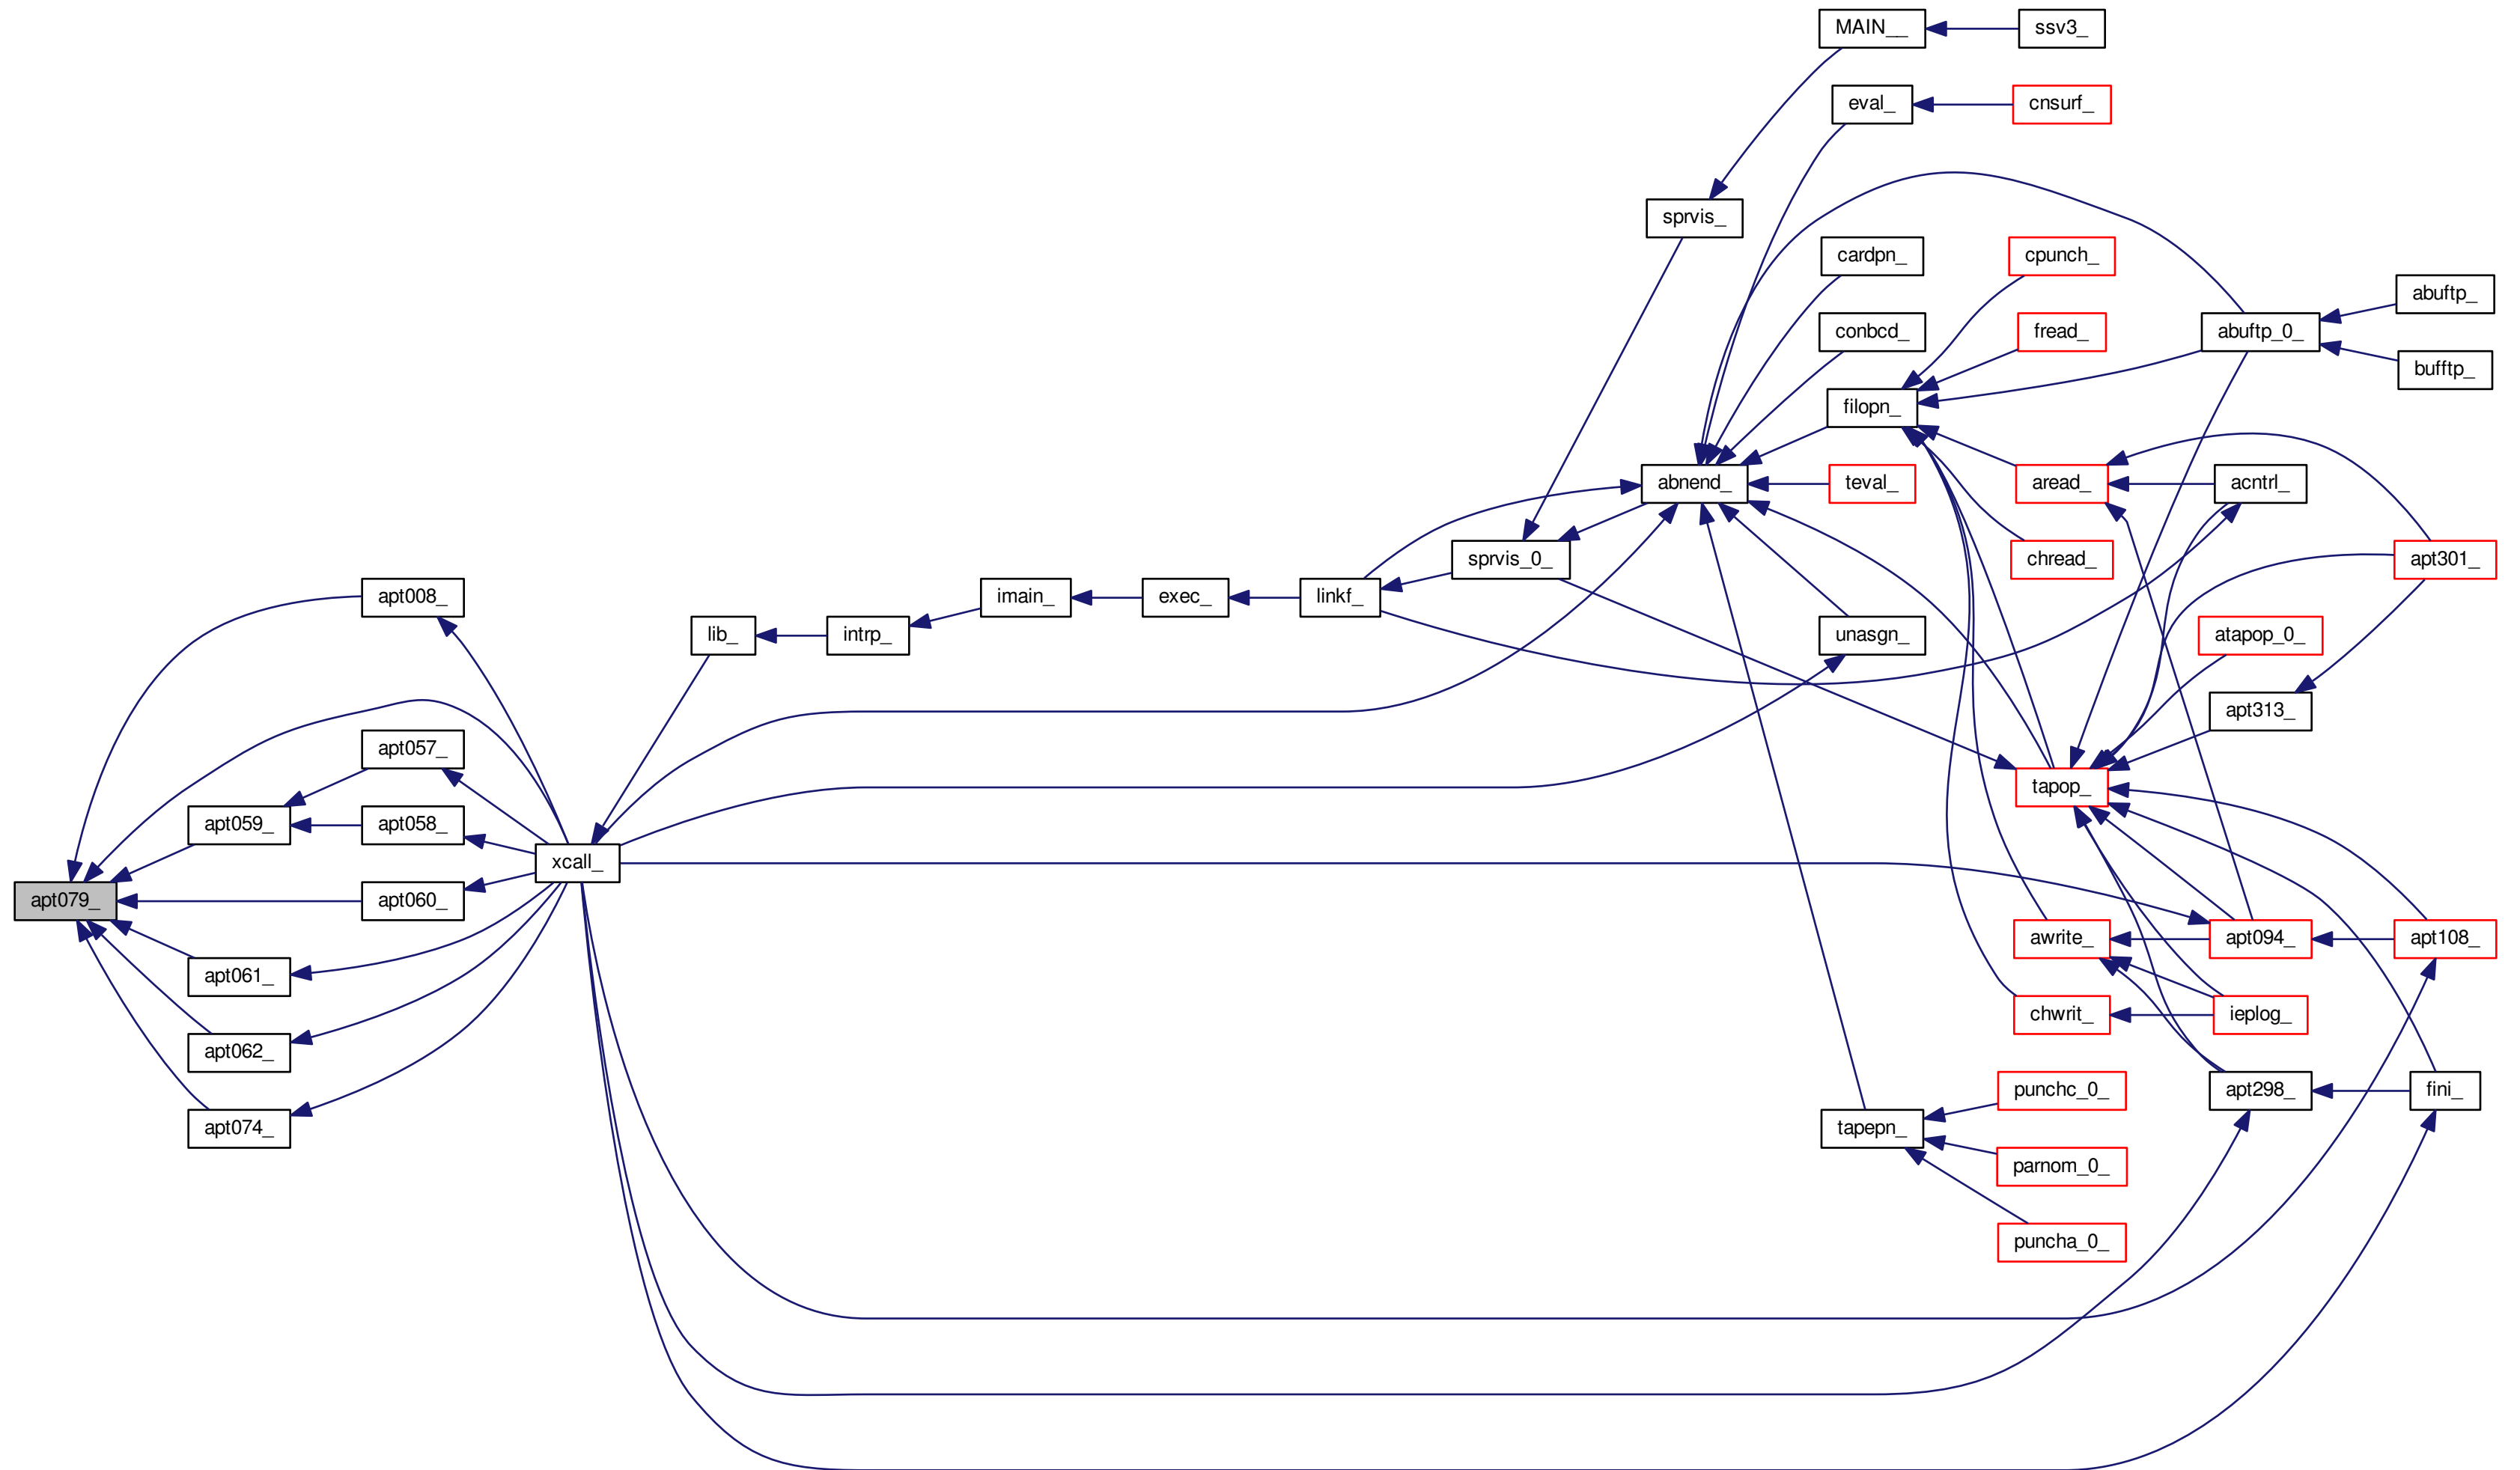 MAIN__
ssv3_
eval_
cnsurf_
sprvis_
cardpn_
cpunch_
abuftp_
conbcd_
fread_
abuftp_0_
bufftp_
filopn_
abnend_
teval_
aread_
acntrl_
sprvis_0_
chread_
apt301_
apt008_
imain_
exec_
linkf_
lib_
intrp_
unasgn_
atapop_0_
apt313_
apt057_
tapop_
apt059_
apt058_
xcall_
apt079_
apt060_
awrite_
apt094_
apt108_
apt061_
chwrit_
ieplog_
apt062_
punchc_0_
apt298_
fini_
apt074_
tapepn_
parnom_0_
puncha_0_